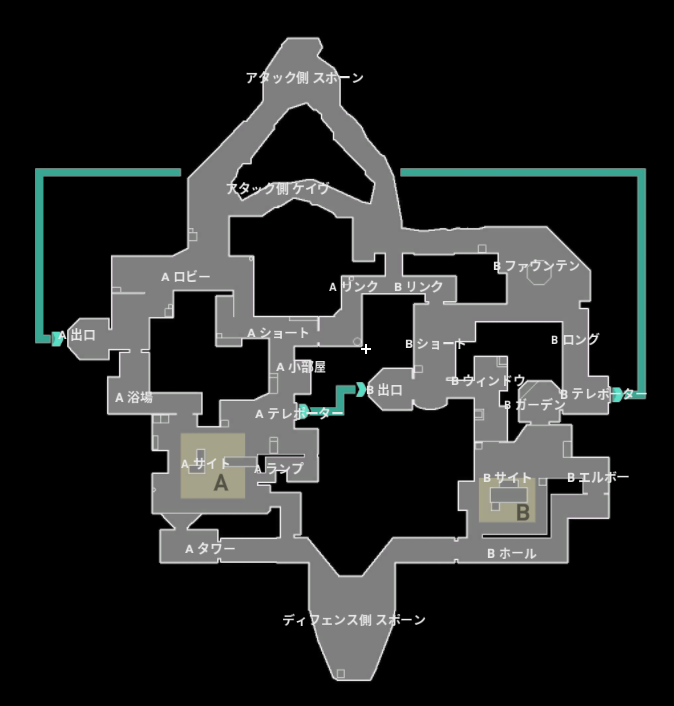 アタック側 スポーン
アタック側 ケイヴ
A ロビー
B ファウンテン
A リンク
B リンク
A 出口
A ショート
B ショート
B ロング
A 小部屋
B ウィンドウ
B 出口
A 浴場
B テレポーター
B ガーデン
A テレポーター
A サイト
A ランプ
A
B サイト
B エルボー
B
A タワー
B ホール
ディフェンス側 スポーン